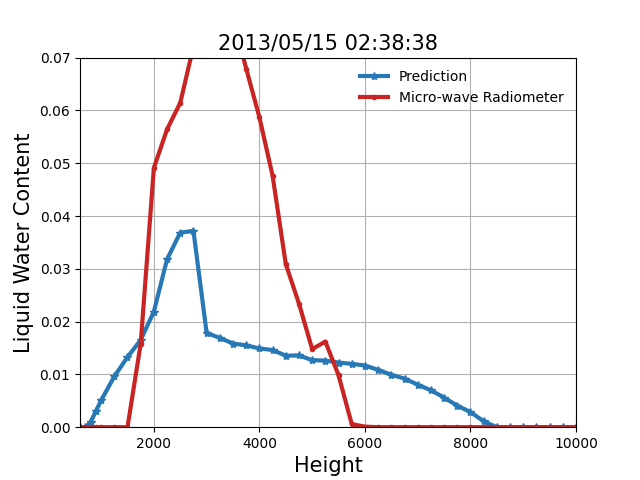 2013/05/15 02:38:38
Prediction
Micro-wave Radiometer
Liquid Water Content
0.07
0.06
0.05
0.04
0.03
0.02
0.01
0.00
2000 4000 6000 8000 10000
Height